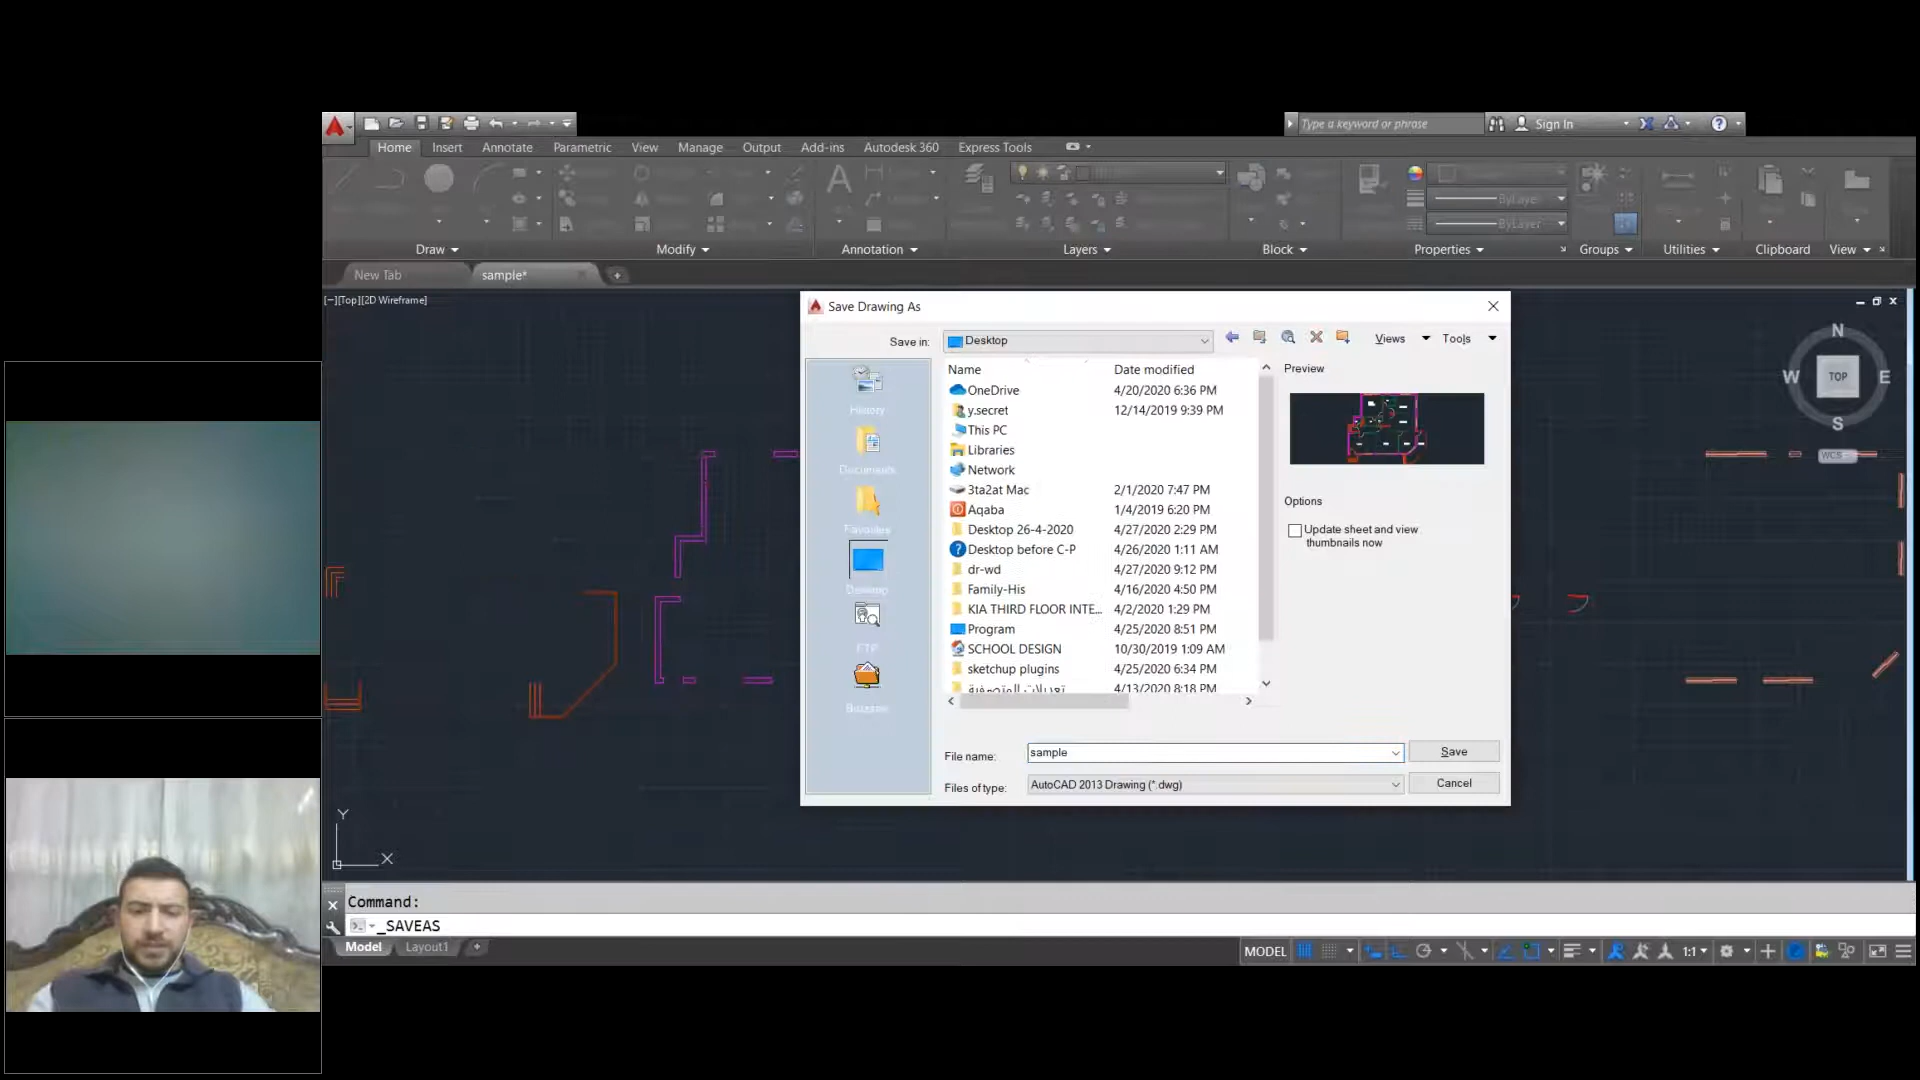 Type a keyword or phrase
Sign In
Home Insert Annotate Parametric View Manage Output Add-ins Autodesk 360 Express Tools
ByLayer
ByLayer
Draw Modify Annotation Layers Block Properties Groups Utilities Clipboard View
New Tab sample*
[−][Top][2D Wireframe]
Save Drawing As
Save in: Desktop Views Tools
Name Date modified Preview
OneDrive 4/20/2020 6:36 PM
y.secret 12/14/2019 9:39 PM
This PC
Libraries
Network
3ta2at Mac 2/1/2020 7:47 PM
Aqaba 1/4/2019 6:20 PM
Desktop 26-4-2020 4/27/2020 2:29 PM
Desktop before C-P 4/26/2020 1:11 AM
dr-wd 4/27/2020 9:12 PM
Family-His 4/16/2020 4:50 PM
KIA THIRD FLOOR INTE... 4/2/2020 1:29 PM
Program 4/25/2020 8:51 PM
SCHOOL DESIGN 10/30/2019 1:09 AM
sketchup plugins 4/25/2020 6:34 PM
4/13/2020 8:18 PM
History
Documents
Favorites
Desktop
FTP
Buzzsaw
Options
Update sheet and view
thumbnails now
File name: sample Save
Files of type: AutoCAD 2013 Drawing (*.dwg) Cancel
N
W TOP E
S
WCS
Y
X
Command:
_SAVEAS
Model Layout1
MODEL 1:1